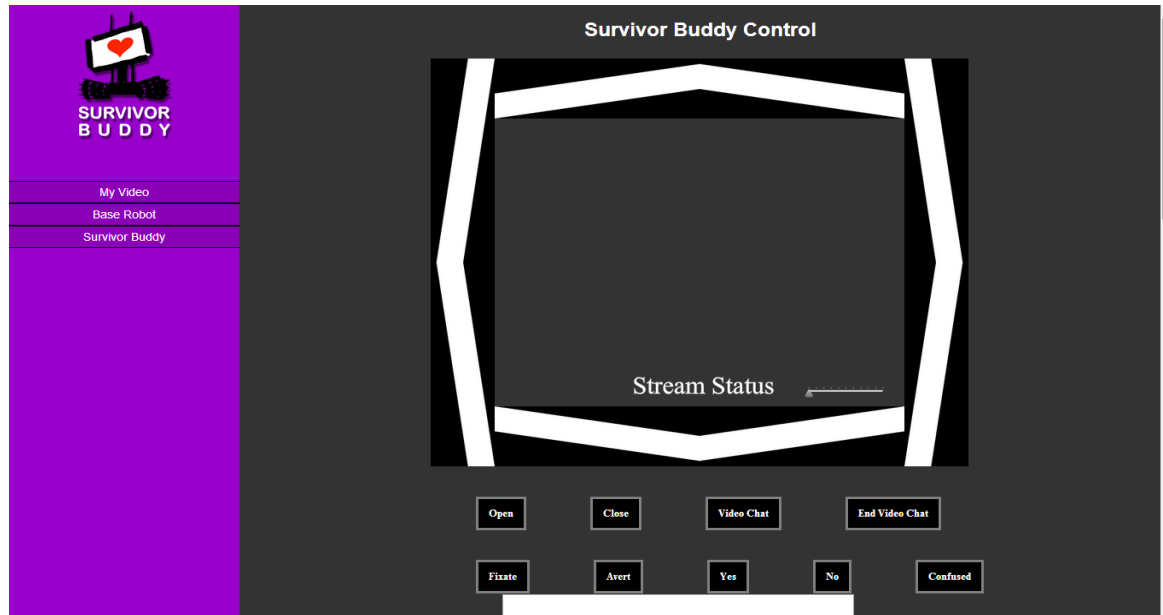 SURVIVOR
BUDDY
My Video
Base Robot
Survivor Buddy
Survivor Buddy Control
Stream Status
Open Close Video Chat End Video Chat
Fixate Avert Yes No Confused